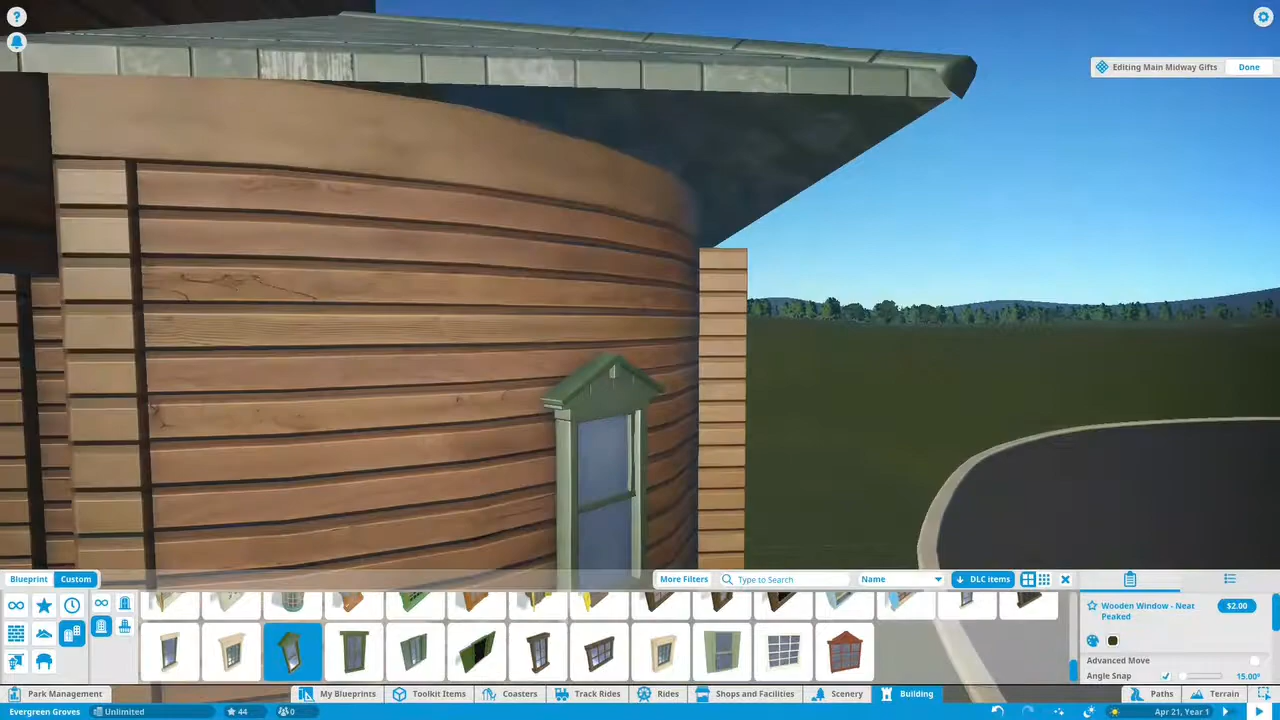 ?
Editing Main Midway Gifts
Done
Blueprint
Custom
More Filters
Type to Search
Name
DLC items
Wooden Window - Neat Peaked
$2.00
Advanced Move
Angle Snap
15.00°
Park Management
My Blueprints
Toolkit Items
Coasters
Track Rides
Rides
Shops and Facilities
Scenery
Building
Paths
Terrain
Evergreen Groves
Unlimited
44
0
Apr 21, Year 1